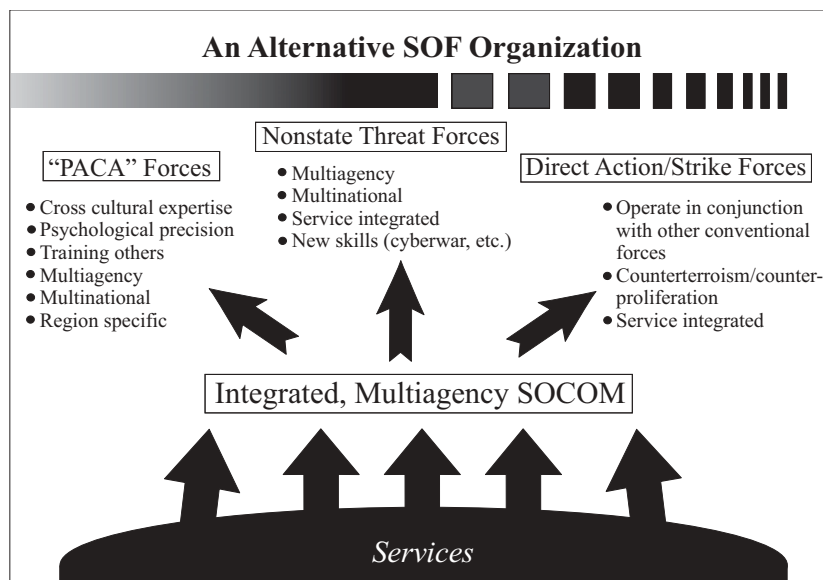 An Alternative SOF Organization
“PACA” Forces
• Cross cultural expertise
• Psychological precision
• Training others
• Multiagency
• Multinational
• Region specific
Nonstate Threat Forces
• Multiagency
• Multinational
• Service integrated
• New skills (cyberwar, etc.)
Direct Action/Strike Forces
• Operate in conjunction
with other conventional
forces
• Counterterroism/counter-
proliferation
• Service integrated
Integrated, Multiagency SOCOM
Services